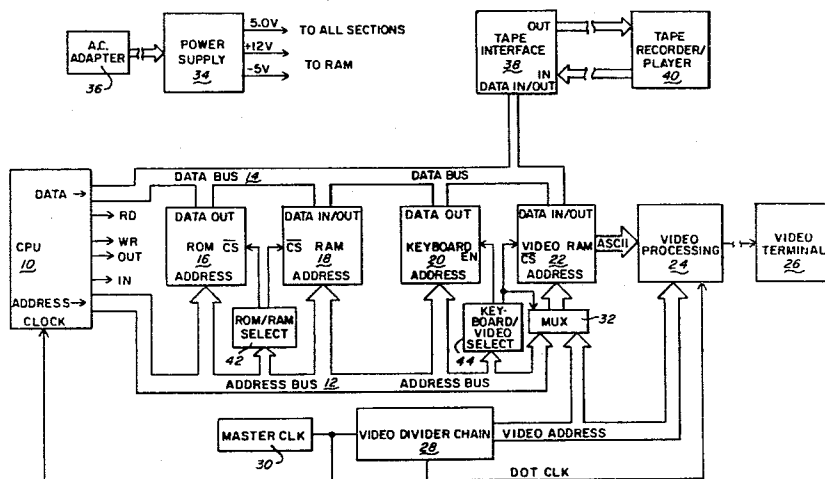 A.C.
ADAPTER
36
POWER
SUPPLY
34
5.0V
TO ALL SECTIONS
+12V
TO RAM
-5V
OUT
TAPE
INTERFACE
38
IN
DATA IN/OUT
TAPE
RECORDER/
PLAYER
40
DATA BUS 14
DATA BUS
CPU
10
DATA
RD
WR
OUT
IN
ADDRESS
CLOCK
DATA OUT
ROM
16
CS
ADDRESS
DATA IN/OUT
CS
RAM
18
ADDRESS
DATA OUT
KEYBOARD
20
EN
ADDRESS
DATA IN/OUT
VIDEO RAM
CS
22
ADDRESS
ASCII
VIDEO
PROCESSING
24
VIDEO
TERMINAL
26
ROM/RAM
SELECT
42
KEY-
BOARD/
VIDEO
SELECT
44
MUX
32
ADDRESS BUS 12
ADDRESS BUS
MASTER CLK
30
VIDEO DIVIDER CHAIN
28
VIDEO ADDRESS
DOT CLK